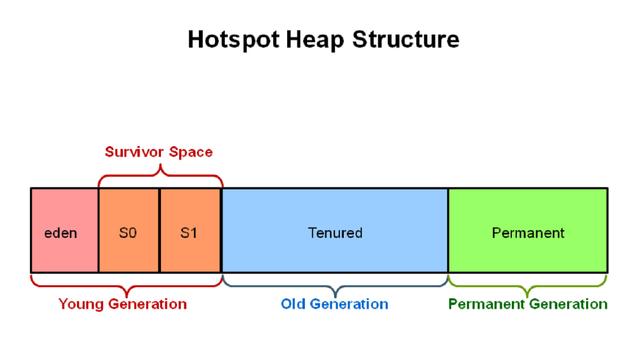 Hotspot Heap Structure
Survivor Space
eden
S0
S1
Tenured
Permanent
Young Generation
Old Generation
Permanent Generation